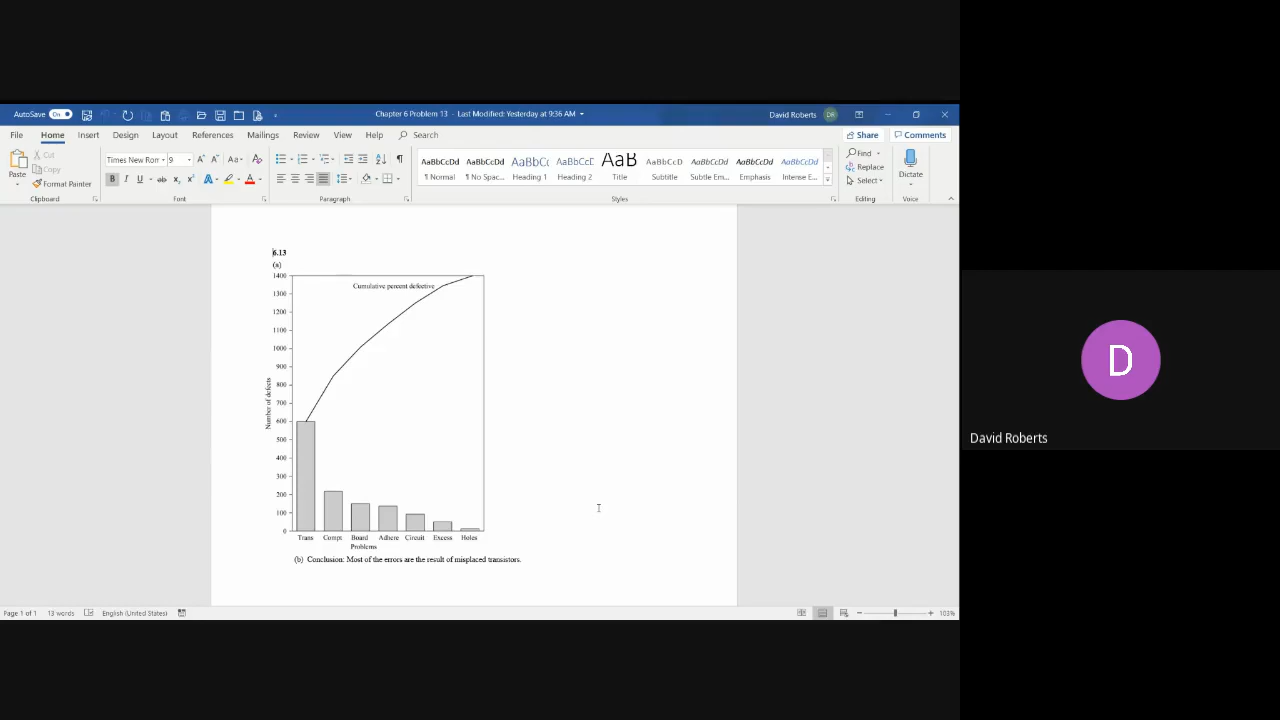 AutoSave On
Chapter 6 Problem 13 - Last Modified: Yesterday at 9:36 AM
David Roberts DR
File Home Insert Design Layout References Mailings Review View Help Search
Share Comments
Paste
Cut
Copy
Format Painter
Times New Ron 9
AaBbCcDd AaBbCcDd AaBbCc AaBbCcD AaB AaBbCcD AaBbCcDd AaBbCcDd AaBbCcDd
¶ Normal ¶ No Spac... Heading 1 Heading 2 Title Subtitle Subtle Em... Emphasis Intense E...
Find
Replace
Select
Dictate
Clipboard Font Paragraph Styles Editing Voice
6.13
(a)
1400
1300
1200
1100
1000
900
800
700
600
500
400
300
200
100
0
Number of defects
Cumulative percent defective
Trans Compt Board Adhere Circuit Excess Holes
Problems
(b) Conclusion: Most of the errors are the result of misplaced transistors.
Page 1 of 1 13 words English (United States) 103%
D
David Roberts